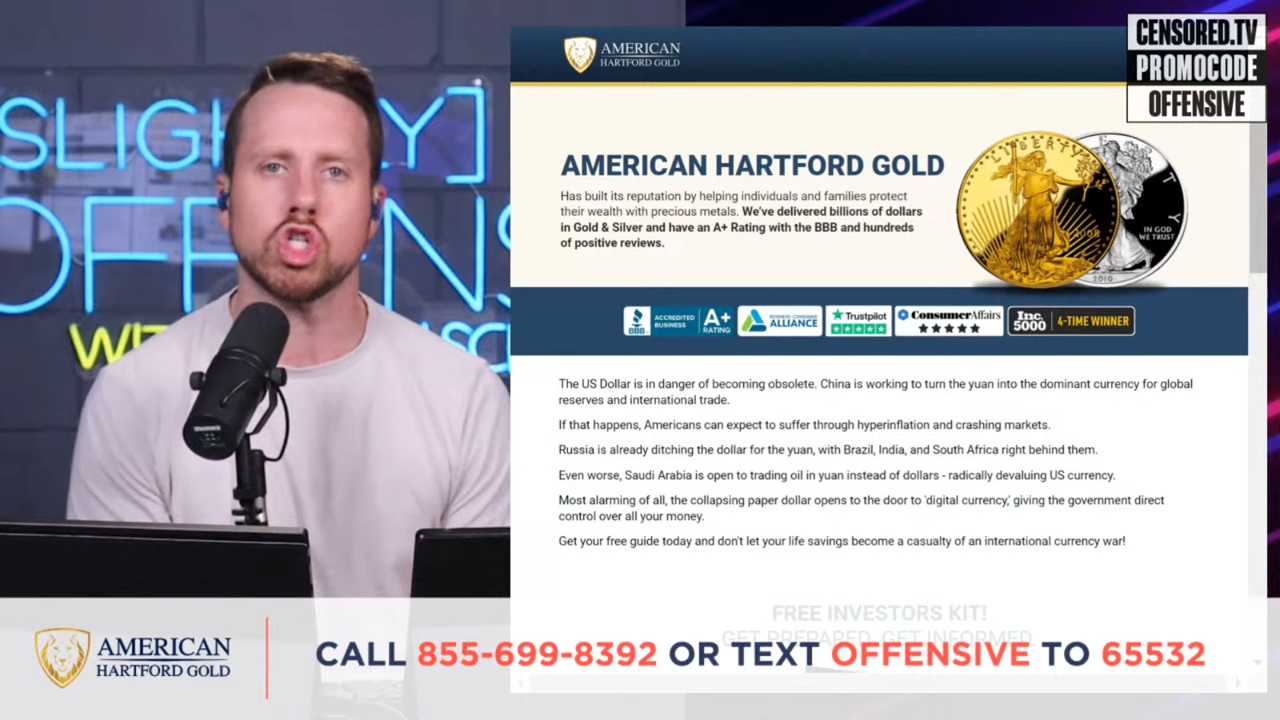 SLIGHTLY]
OFFENS
WIT
AMERICAN
HARTFORD GOLD
CENSORED.TV
PROMOCODE
OFFENSIVE
AMERICAN HARTFORD GOLD
Has built its reputation by helping individuals and families protect
their wealth with precious metals. We've delivered billions of dollars
in Gold & Silver and have an A+ Rating with the BBB and hundreds
of positive reviews.
LIBERTY
2008
IN GOD
WE TRUST
2010
BBB
ACCREDITED
BUSINESS
A+
RATING
ALLIANCE
Trustpilot
ConsumerAffairs
Inc.
5000
4-TIME WINNER
The US Dollar is in danger of becoming obsolete. China is working to turn the yuan into the dominant currency for global
reserves and international trade.
If that happens, Americans can expect to suffer through hyperinflation and crashing markets.
Russia is already ditching the dollar for the yuan, with Brazil, India, and South Africa right behind them.
Even worse, Saudi Arabia is open to trading oil in yuan instead of dollars - radically devaluing US currency.
Most alarming of all, the collapsing paper dollar opens to the door to 'digital currency,' giving the government direct
control over all your money.
Get your free guide today and don't let your life savings become a casualty of an international currency war!
FREE INVESTORS KIT!
GET PREPARED. GET INFORMED
AMERICAN
HARTFORD GOLD
CALL 855-699-8392 OR TEXT OFFENSIVE TO 65532